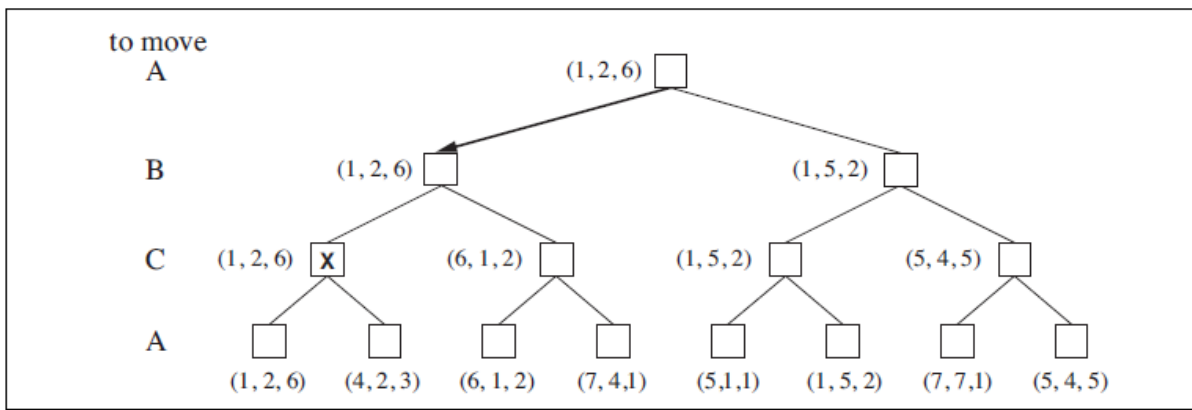 to move
A (1, 2, 6)
B (1, 2, 6) (1, 5, 2)
C (1, 2, 6) X (6, 1, 2) (1, 5, 2) (5, 4, 5)
A
(1, 2, 6) (4, 2, 3) (6, 1, 2) (7, 4,1) (5,1,1) (1, 5, 2) (7,7,1) (5, 4, 5)